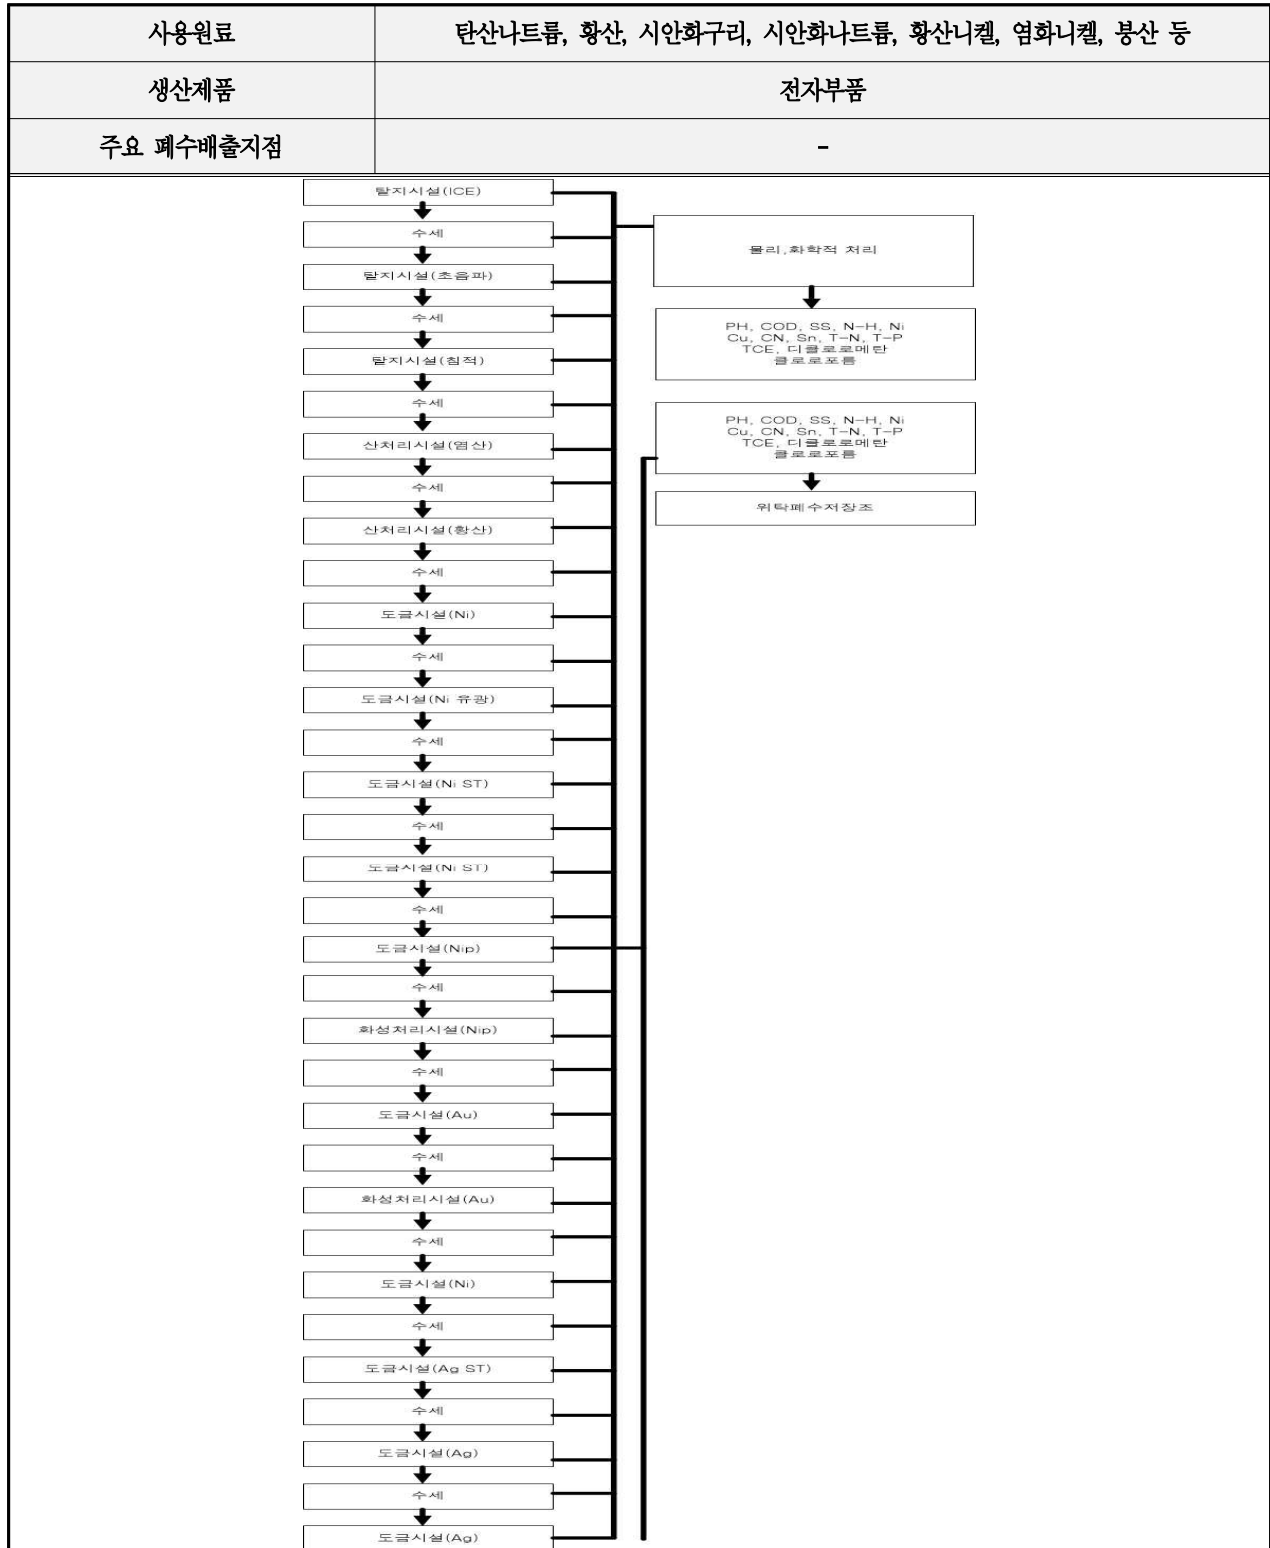 사용원료
탄산나트륨, 황산, 시안화구리, 시안화나트륨, 황산니켈, 염화니켈, 붕산 등
생산제품
전자부품
주요 폐수배출지점
-
탈지시설(ICE)
수세
탈지시설(초음파)
수세
탈지시설(침적)
수세
산처리시설(염산)
수세
산처리시설(황산)
수세
도금시설(Ni)
수세
도금시설(Ni 유광)
수세
도금시설(Ni ST)
수세
도금시설(Ni ST)
수세
도금시설(Nip)
수세
화성처리시설(Nip)
수세
도금시설(Au)
수세
화성처리시설(Au)
수세
도금시설(Ni)
수세
도금시설(Ag ST)
수세
도금시설(Ag)
수세
도금시설(Ag)
물리,화학적 처리
PH, COD, SS, N-H, Ni
Cu, CN, Sn, T-N, T-P
TCE, 디클로로메탄
클로로포름
PH, COD, SS, N-H, Ni
Cu, CN, Sn, T-N, T-P
TCE, 디클로로메탄
클로로포름
위탁폐수저장조